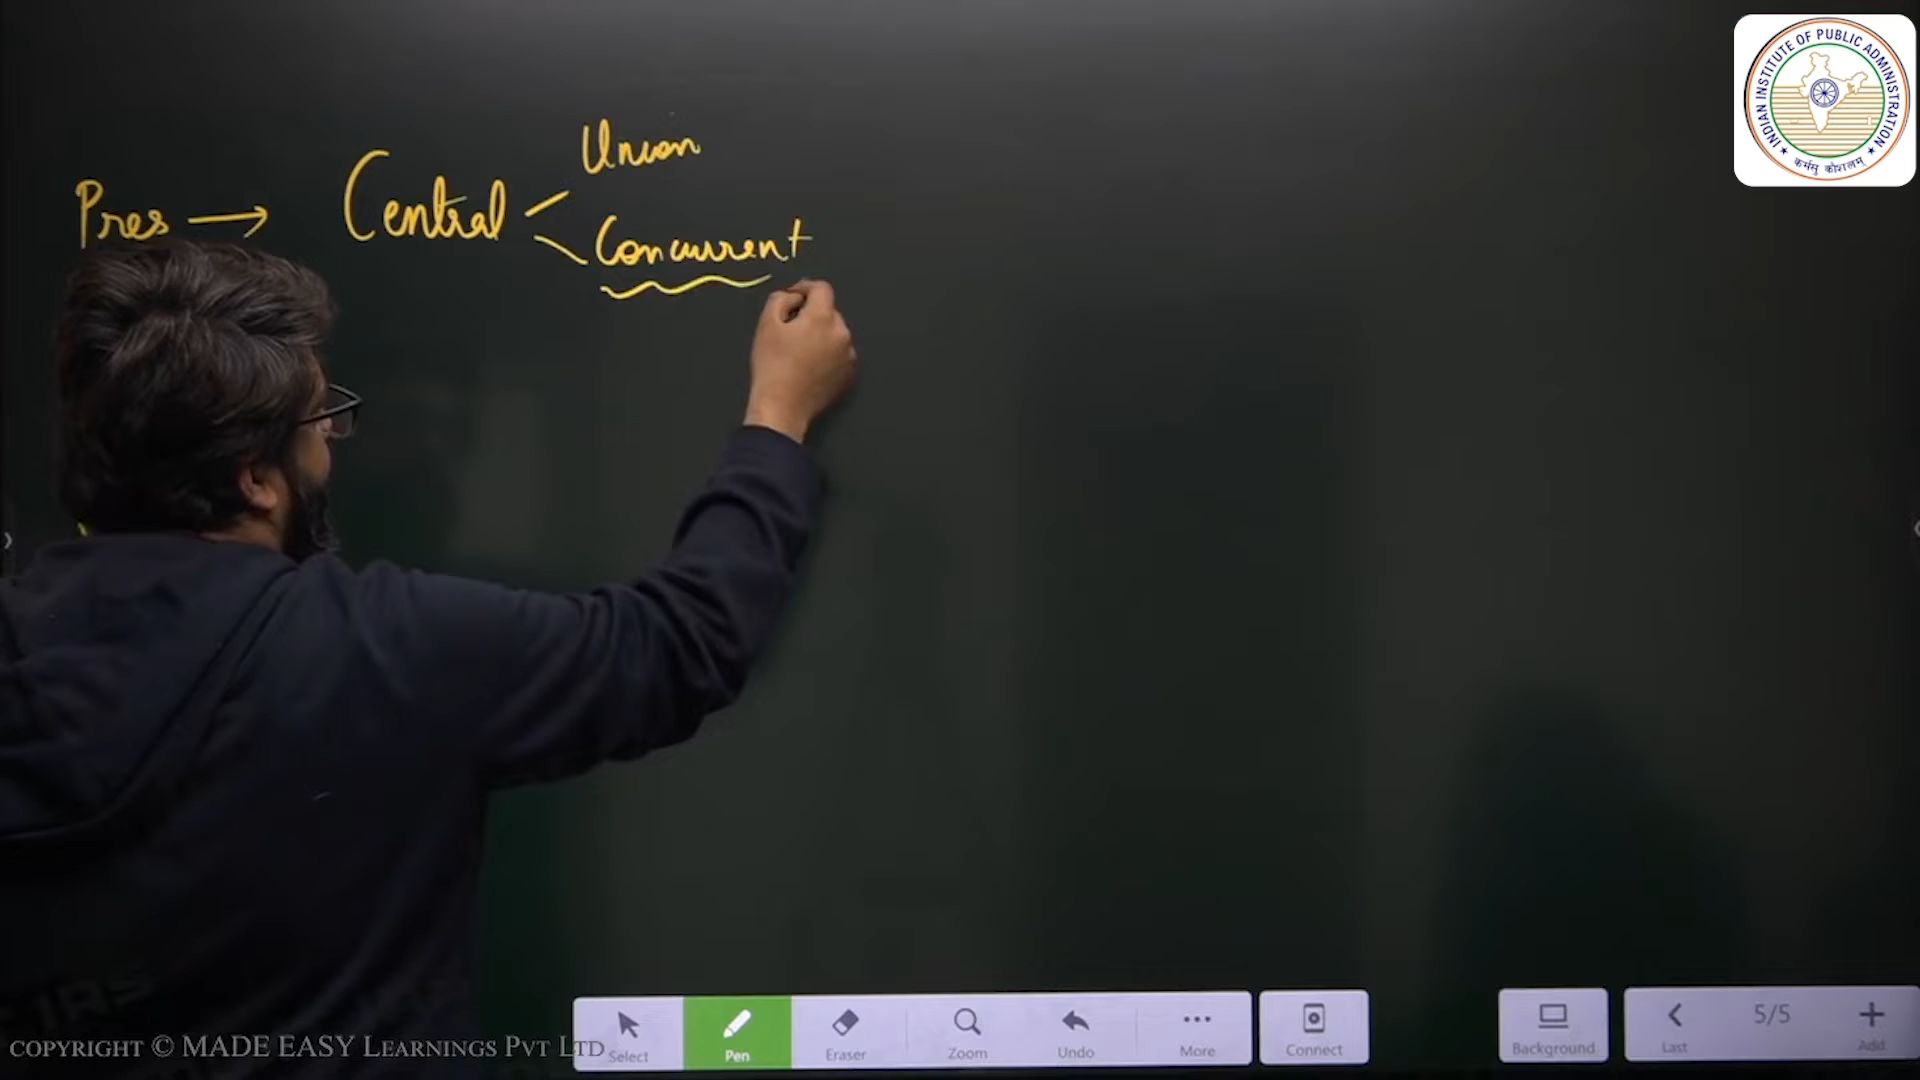 Union
Pres → Central
Concurrent
INDIAN INSTITUTE OF PUBLIC ADMINISTRATION
कर्मसु कौशलम्
Select
Pen
Eraser
Zoom
Undo
More
Connect
Background
Last
5/5
Add
COPYRIGHT © MADE EASY LEARNINGS PVT LTD